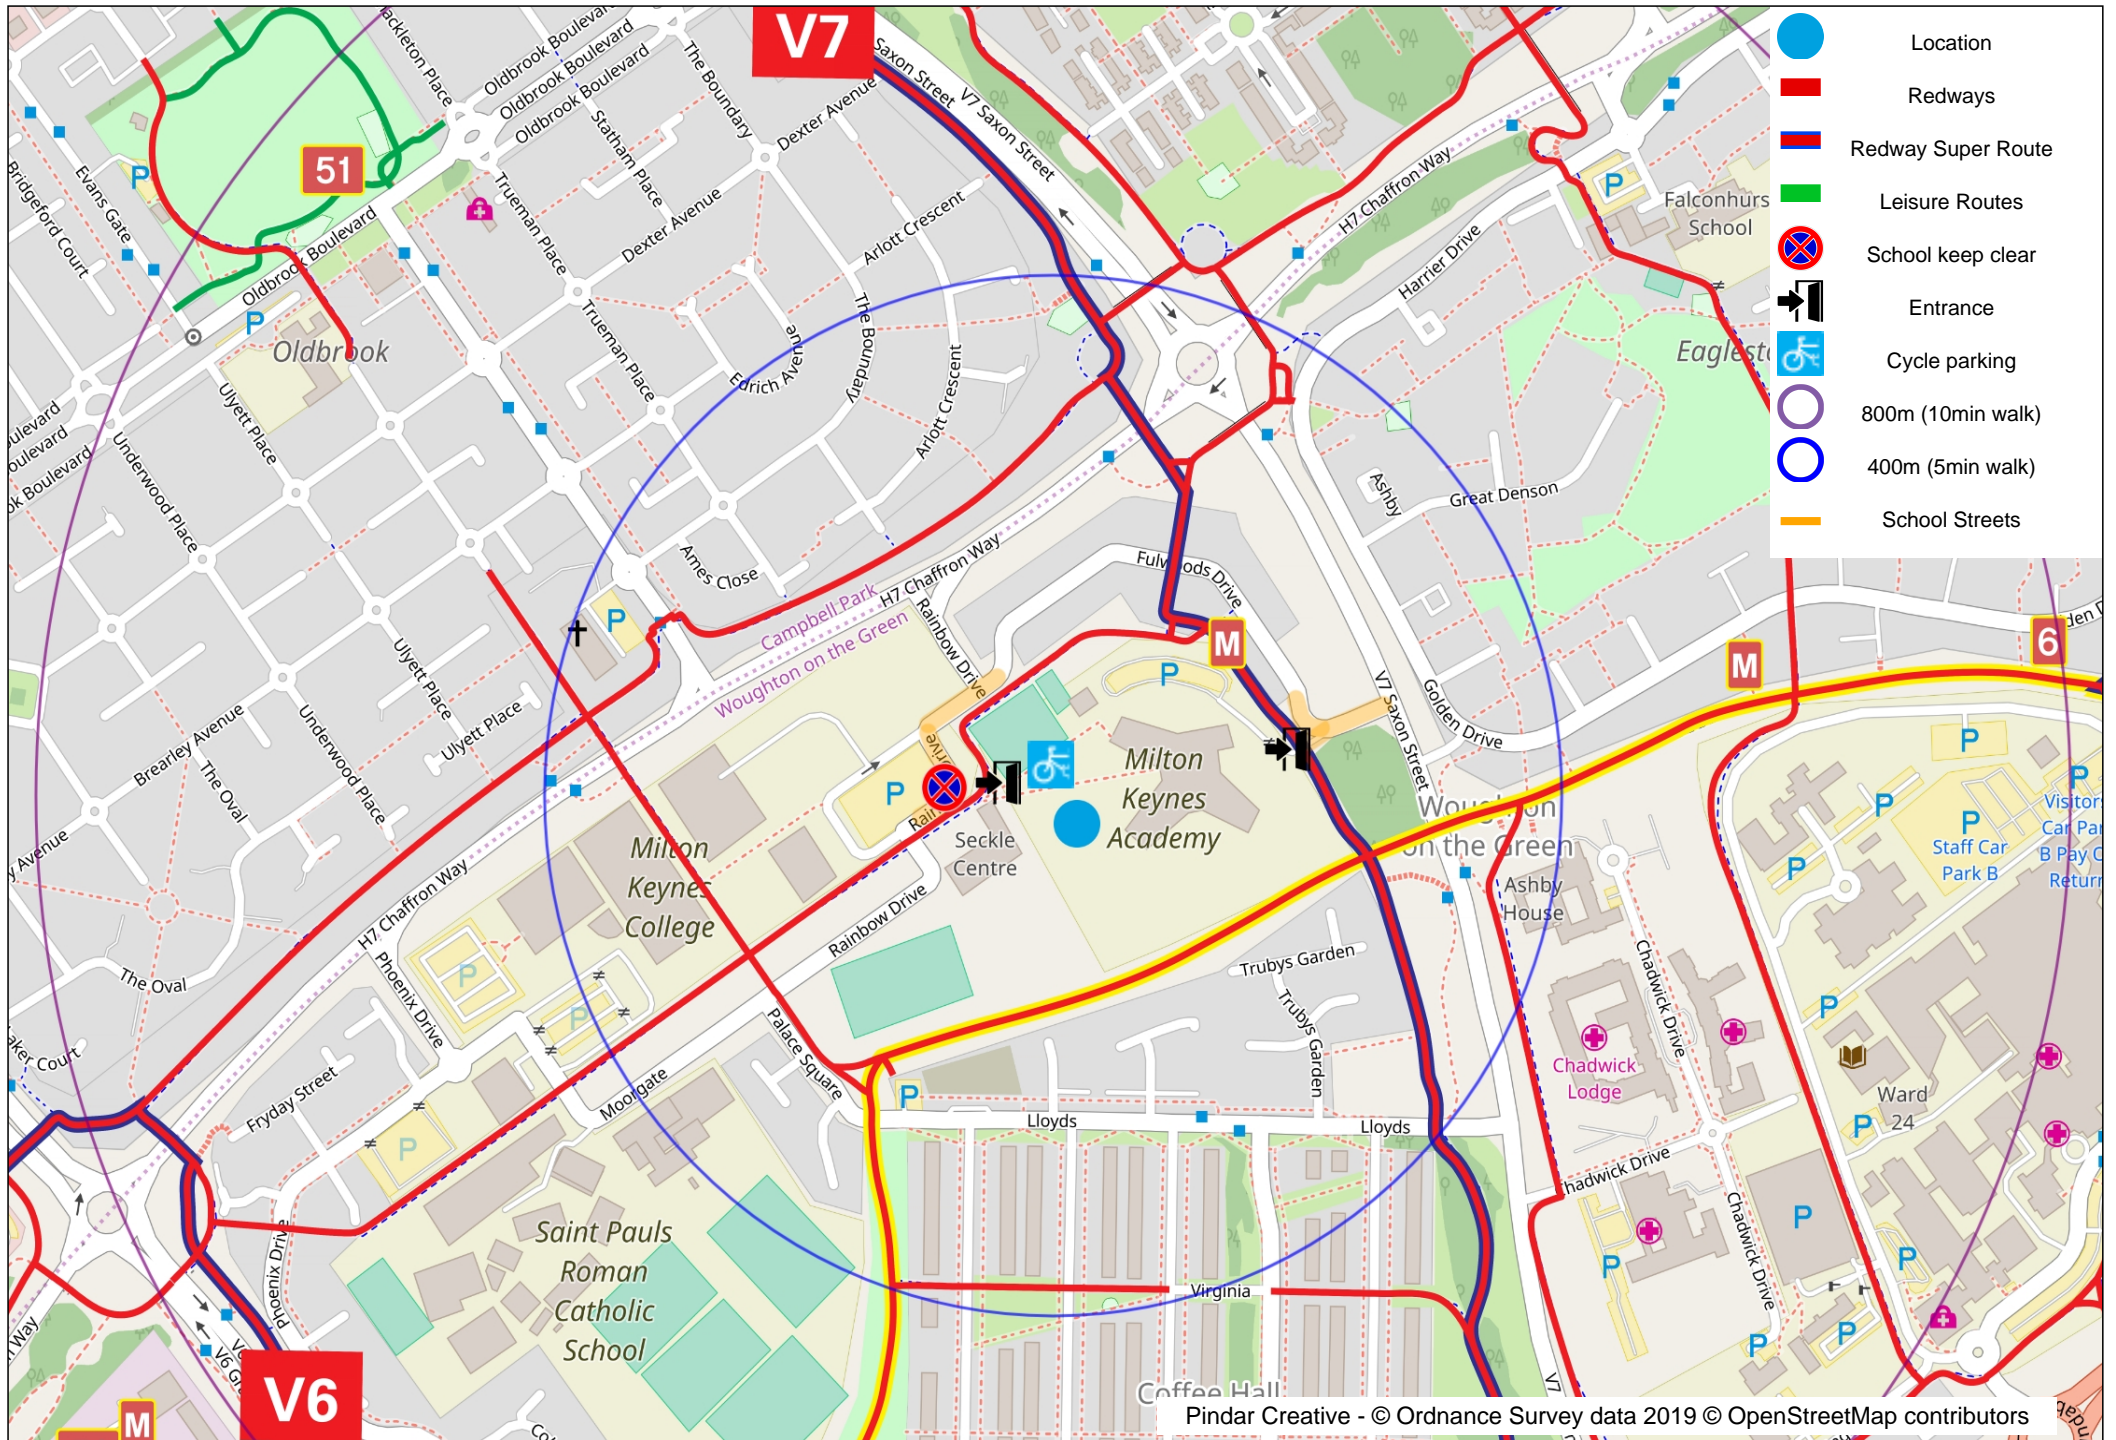 V7
Location
Redways
Redway Super Route
Leisure Routes
School keep clear
Entrance
Cycle parking
800m (10min walk)
400m (5min walk)
School Streets
Saxon Street
V7 Saxon Street
Oldbrook Boulevard
Oldbrook Boulevard
Oldbrook Boulevard
The Boundary
Dexter Avenue
Statham Place
51
P
Evans Gate
Bridgeford Court
Trueman Place
Dexter Avenue
Arlott Crescent
H7 Chaffron Way
Harrier Drive
P
School
Oldbrook Boulevard
P
Oldbrook
Trueman Place
Edrich Avenue
The Boundary
Arlott Crescent
Ulyett Place
Underwood Place
Ashby
Great Denson
Ames Close
P
Campbell Park
H7 Chaffron Way
Woughton on the Green
Rainbow Drive
Fulwoods Drive
M
M
6
P
Ulyett Place
Ulyett Place
Brearley Avenue
The Oval
Underwood Place
V7 Saxon Street
Golden Drive
Milton
Keynes
Academy
P
Seckle
Centre
Milton
Keynes
College
Woughton
on the Green
Ashby
House
P
P
P
P
P
Staff Car
Park B
H7 Chaffron Way
Rainbow Drive
The Oval
Phoenix Drive
P
P
Trubys Garden
Trubys Garden
Chadwick Drive
Chadwick
Lodge
P
Ward
24
P
Palace Square
P
Fryday Street
Moorgate
P
Lloyds
Lloyds
Chadwick Drive
Chadwick Drive
P
P
P
P
P
Saint Pauls
Roman
Catholic
School
Phoenix Drive
Virginia
V6
M
Coffee Hall
V7
Pindar Creative - © Ordnance Survey data 2019 © OpenStreetMap contributors